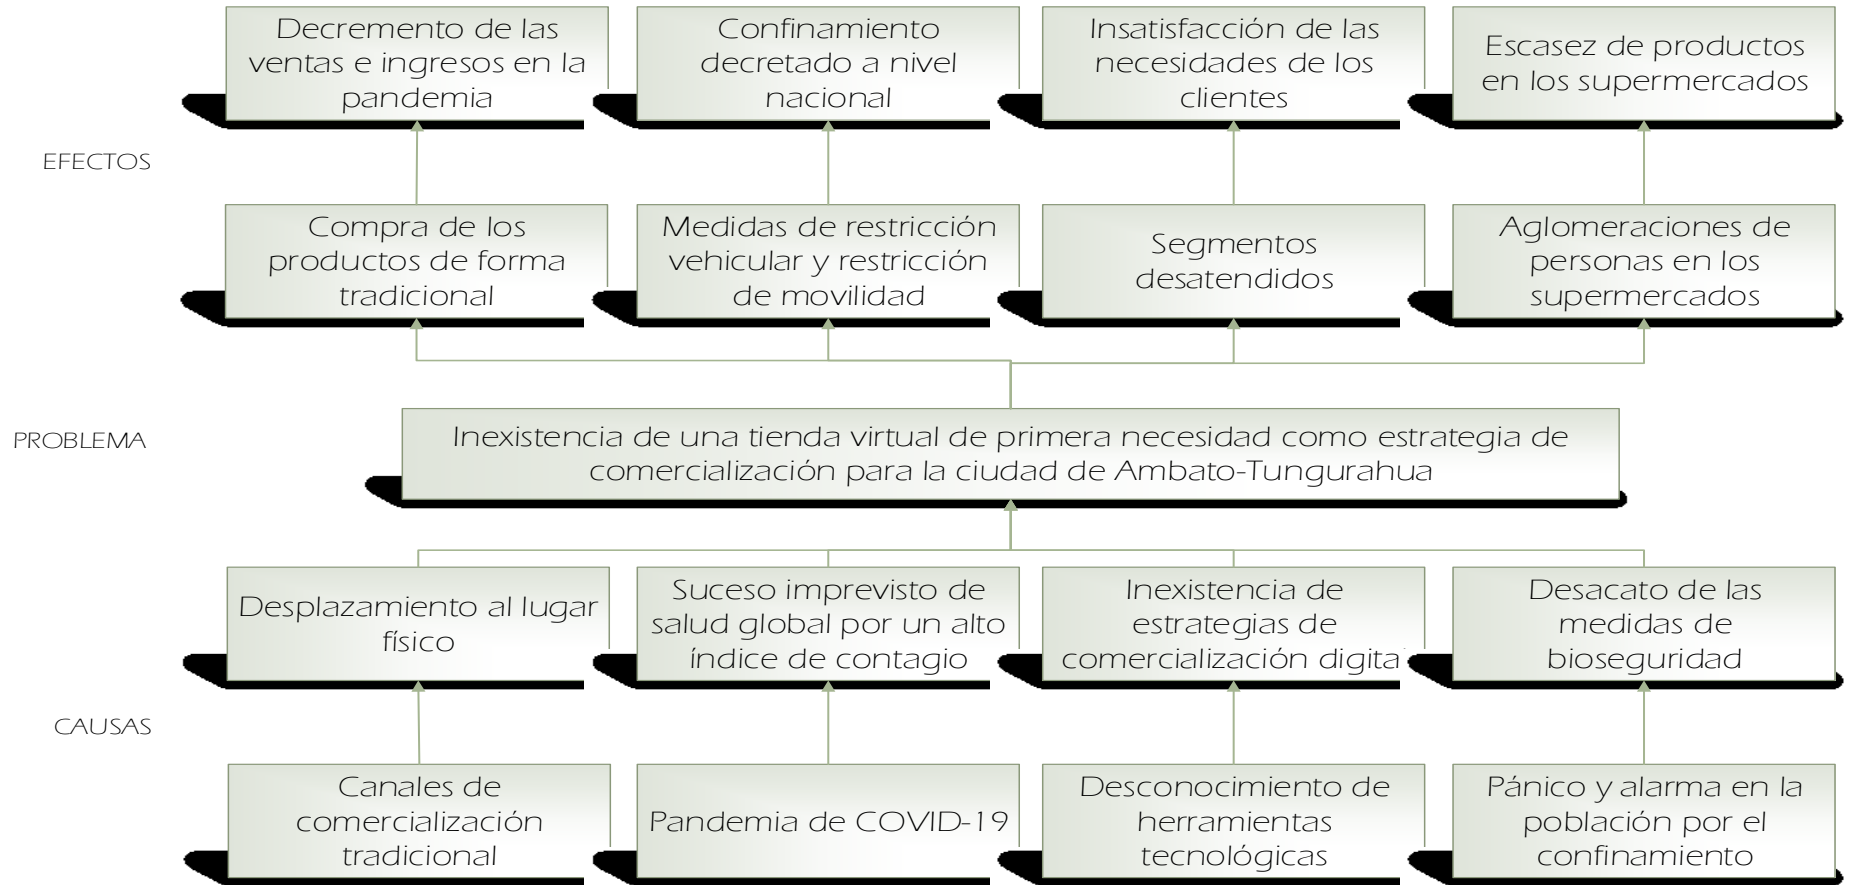 Decremento de las
ventas e ingresos en la
pandemia
Confinamiento
decretado a nivel
nacional
Insatisfacción de las
necesidades de los
clientes
Escasez de productos
en los supermercados
EFECTOS
Compra de los
productos de forma
tradicional
Medidas de restricción
vehicular y restricción
de movilidad
Segmentos
desatendidos
Aglomeraciones de
personas en los
supermercados
PROBLEMA
Inexistencia de una tienda virtual de primera necesidad como estrategia de
comercialización para la ciudad de Ambato-Tungurahua
Desplazamiento al lugar
físico
Suceso imprevisto de
salud global por un alto
índice de contagio
Inexistencia de
estrategias de
comercialización digita
Desacato de las
medidas de
bioseguridad
CAUSAS
Canales de
comercialización
tradicional
Pandemia de COVID-19
Desconocimiento de
herramientas
tecnológicas
Pánico y alarma en la
población por el
confinamiento